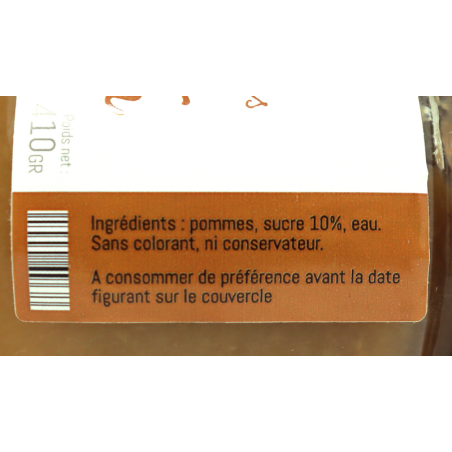 Poids net :
410GR
Ingrédients : pommes, sucre 10%, eau.
Sans colorant, ni conservateur.
A consommer de préférence avant la date
figurant sur le couvercle